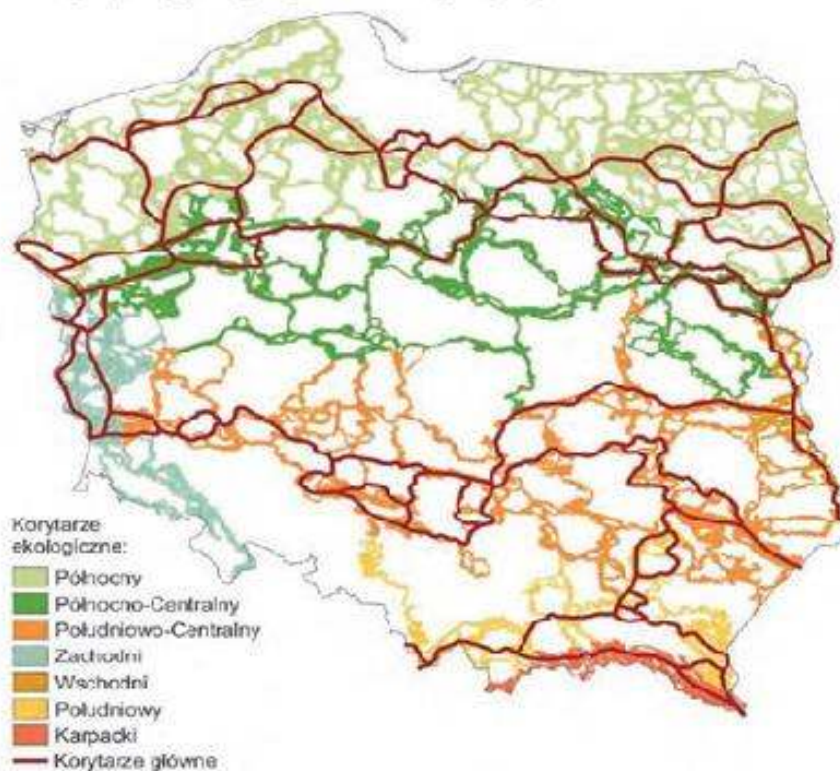 Korytarze
ekologiczne:
Północny
Północno-Centralny
Południowo-Centralny
Zachodni
Wschodni
Południowy
Karpacki
Korytarze główne